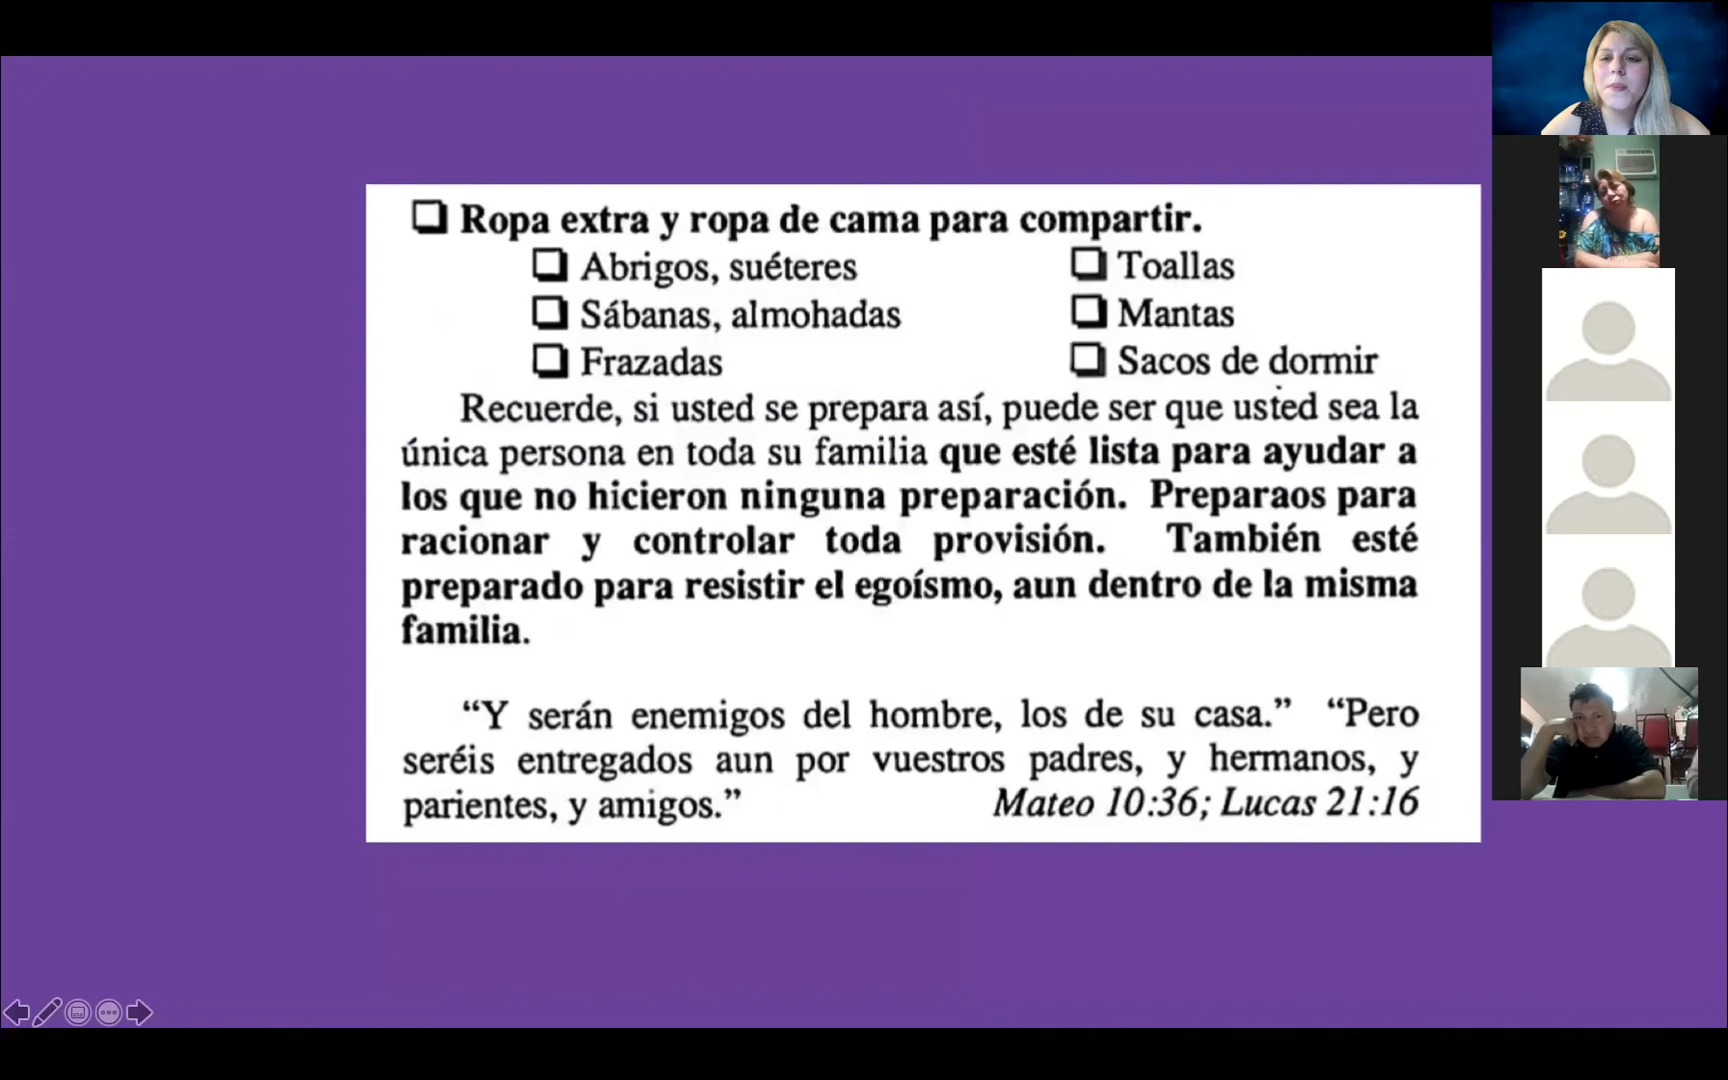 Ropa extra y ropa de cama para compartir.
Abrigos, suéteres
Toallas
Sábanas, almohadas
Mantas
Frazadas
Sacos de dormir
Recuerde, si usted se prepara así, puede ser que usted sea la
única persona en toda su familia que esté lista para ayudar a
los que no hicieron ninguna preparación. Preparaos para
racionar y controlar toda provisión. También esté
preparado para resistir el egoísmo, aun dentro de la misma
familia.
“Y serán enemigos del hombre, los de su casa.” “Pero
seréis entregados aun por vuestros padres, y hermanos, y
parientes, y amigos.” Mateo 10:36; Lucas 21:16